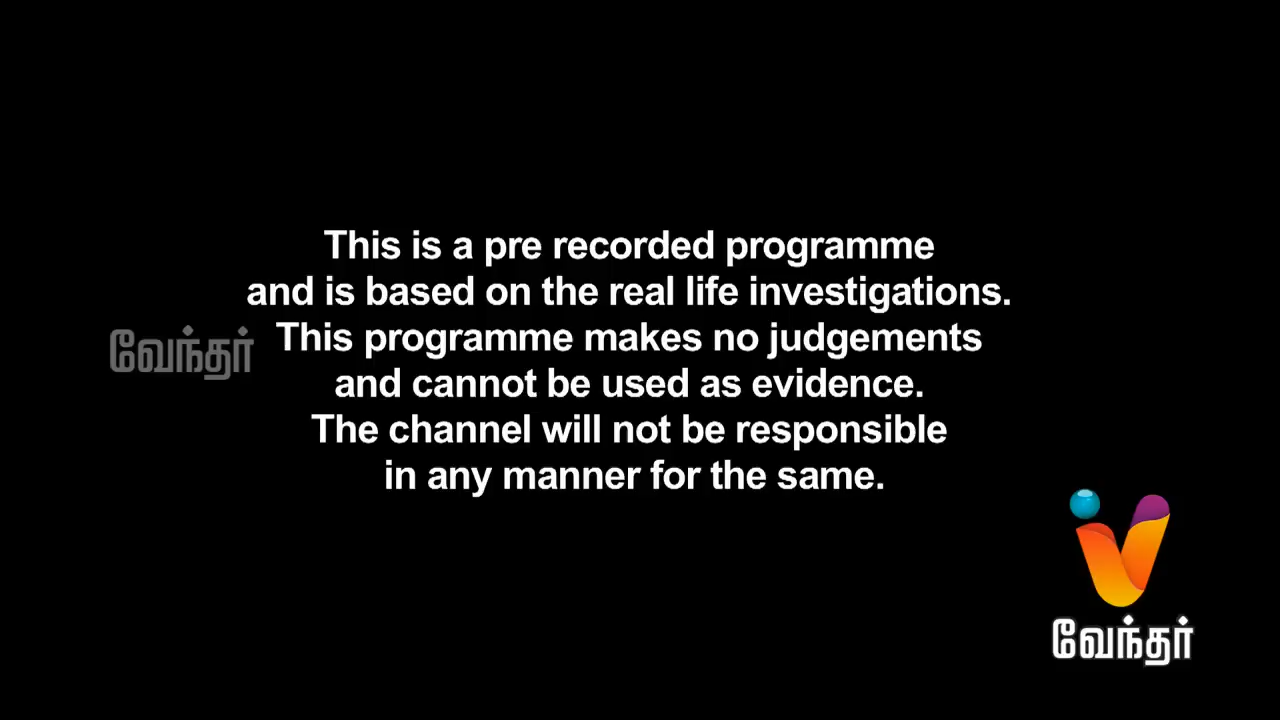 This is a pre recorded programme
and is based on the real life investigations.
வேந்தர்
This programme makes no judgements
and cannot be used as evidence.
The channel will not be responsible
in any manner for the same.
வேந்தர்